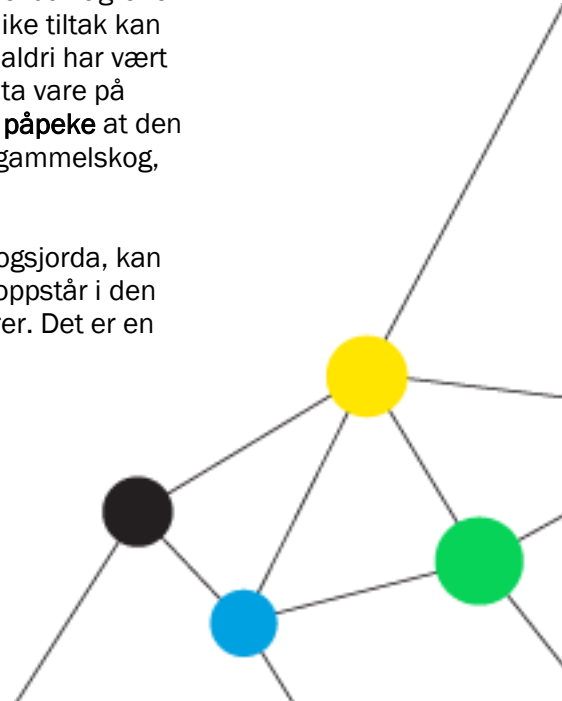 ike tiltak kan
aldri har vært
ta vare på
påpeke at den
gammelskog,
ogsjorda, kan
oppstår i den
er. Det er en